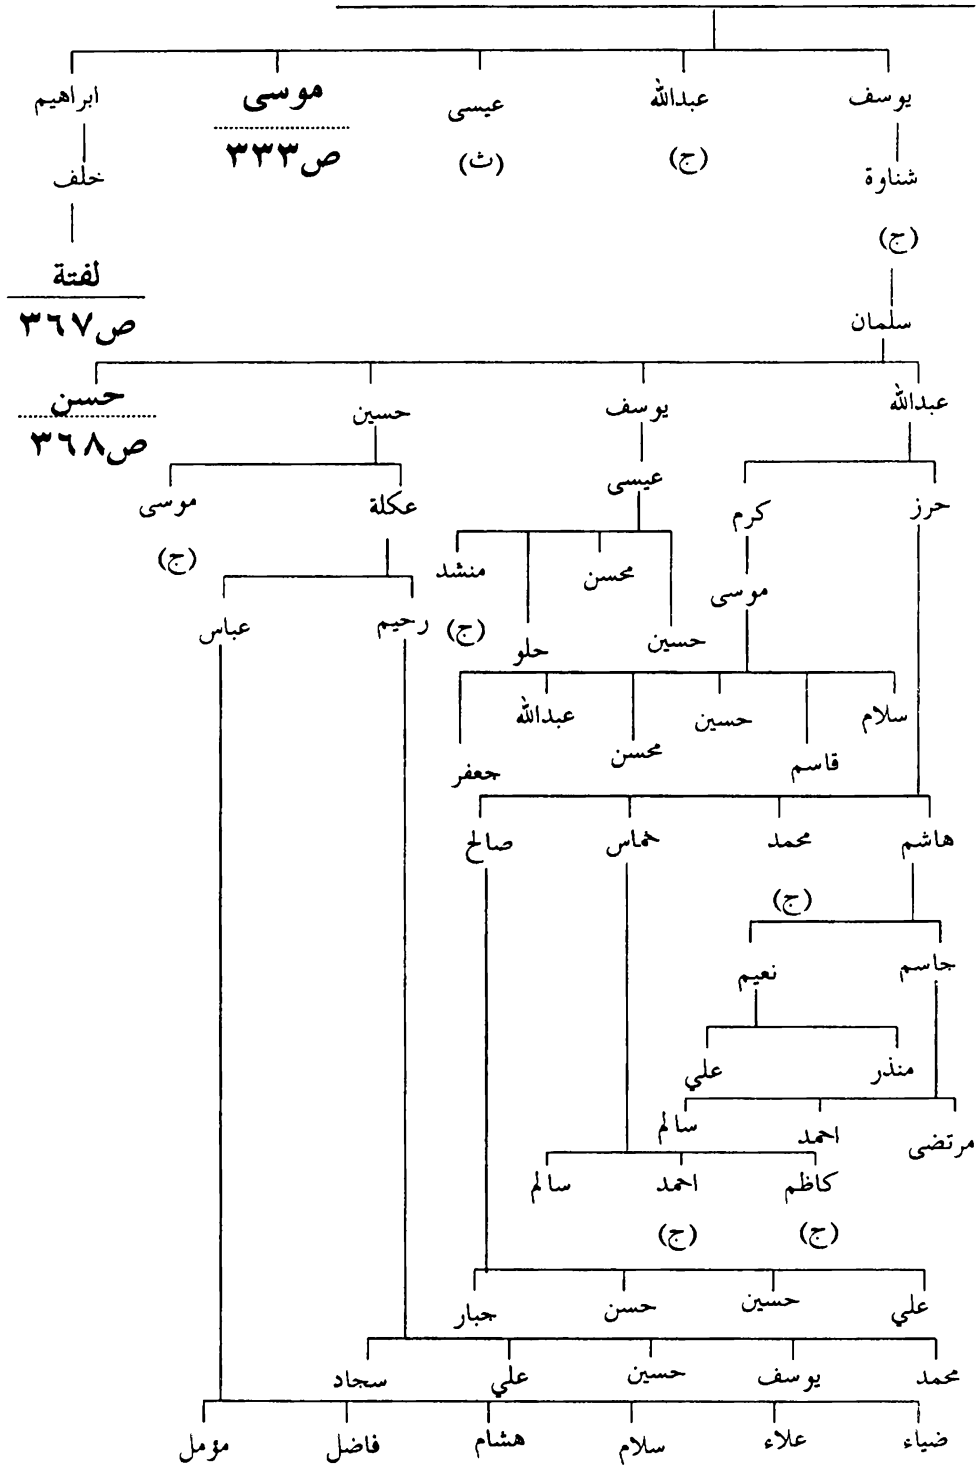 يوسف عبدالله عيسى موسى ابراهيم
(ج) (ث) ص٣٣٣
شناوة خلف
(ج)
لفتة
سلمان ص٣٦٧
عبدالله يوسف حسين حسن
ص٣٦٨
حرز كرم عيسى عكلة موسى
(ج)
موسى محسن منشد
حسين حلو (ج) رحيم عباس
سلام حسين عبدالله
قاسم محسن جعفر
هاشم محمد خماس صالح
(ج)
جاسم نعيم
منذر علي
مرتضى احمد سالم
كاظم احمد سالم
(ج) (ج)
علي حسين حسن جبار
محمد يوسف حسين علي سجاد
ضياء علاء سلام هشام فاضل مؤمل